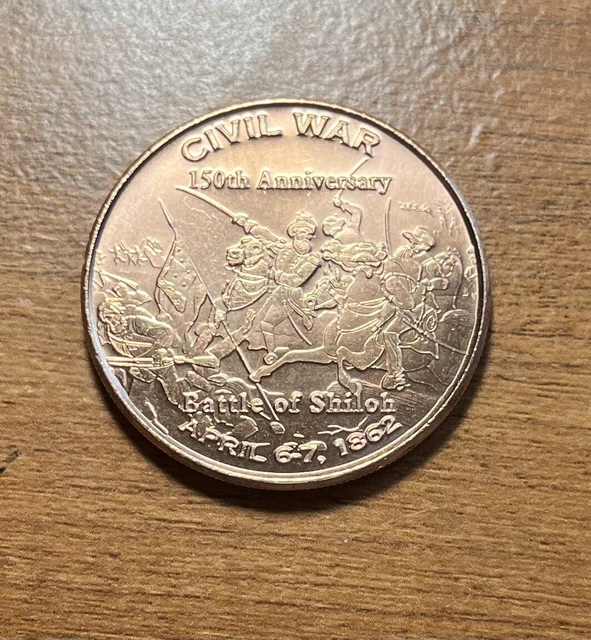 CIVIL WAR
150th Anniversary
Battle of Shiloh
APRIL 6-7, 1862